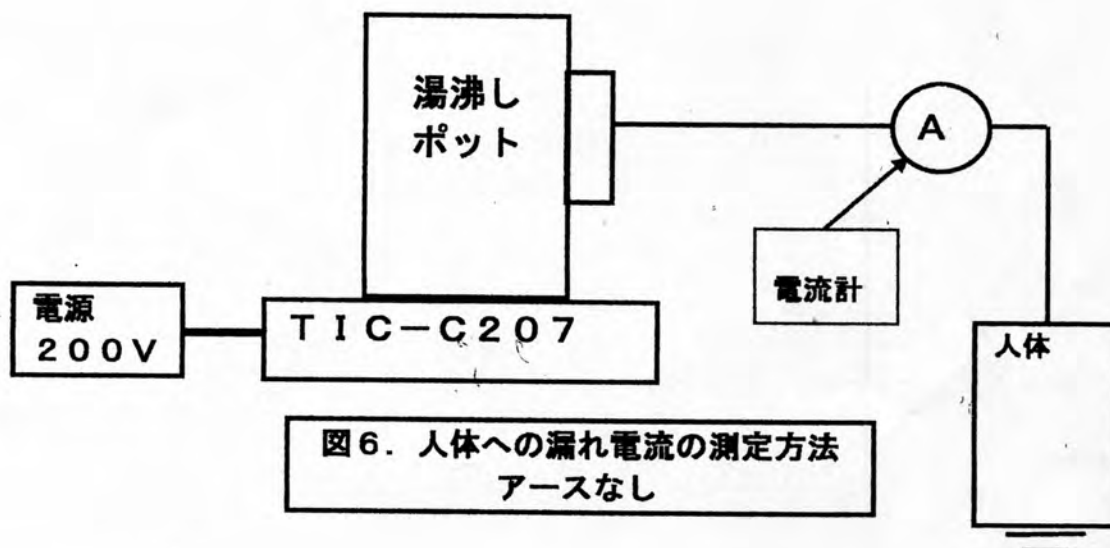 湯沸し
ポット
A
電流計
電源
200V
TIC-C207
人体
図6．人体への漏れ電流の測定方法
アースなし